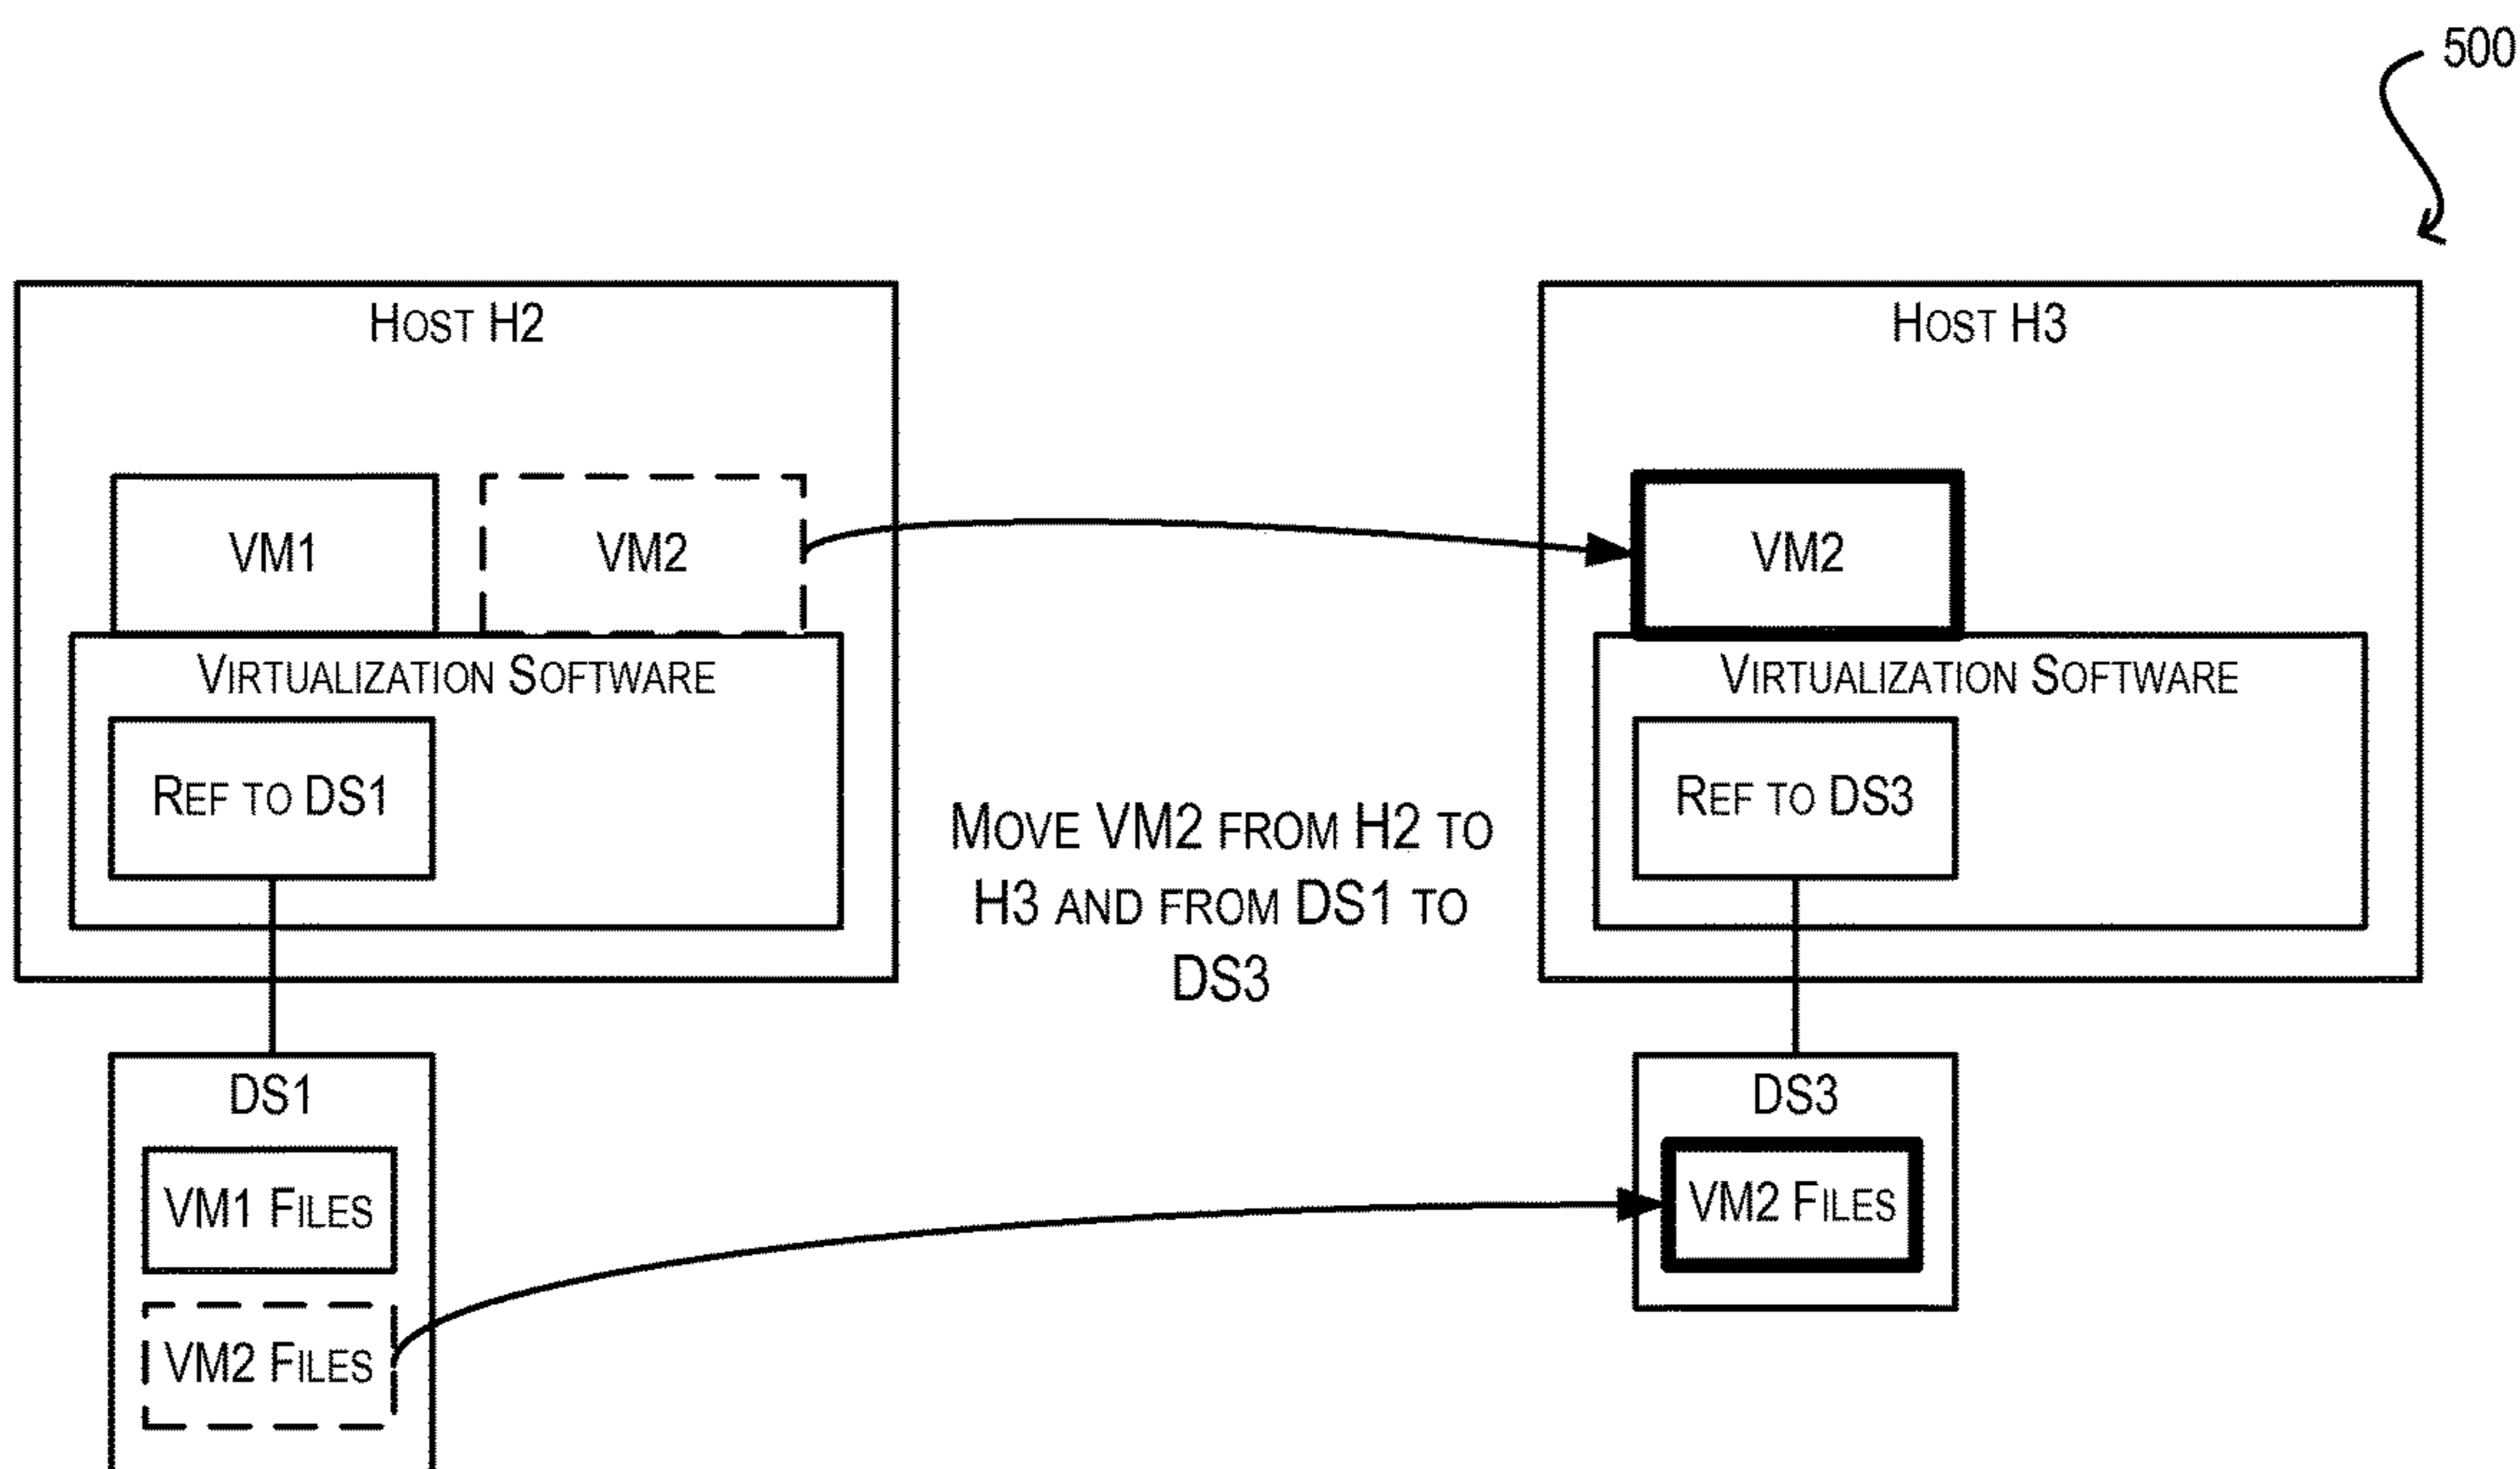 500
Host H2
Host H3
VM1
VM2
VM2
Virtualization Software
Virtualization Software
Ref to DS1
Ref to DS3
Move VM2 from H2 to
H3 and from DS1 to
DS3
DS1
DS3
VM1 Files
VM2 Files
VM2 Files